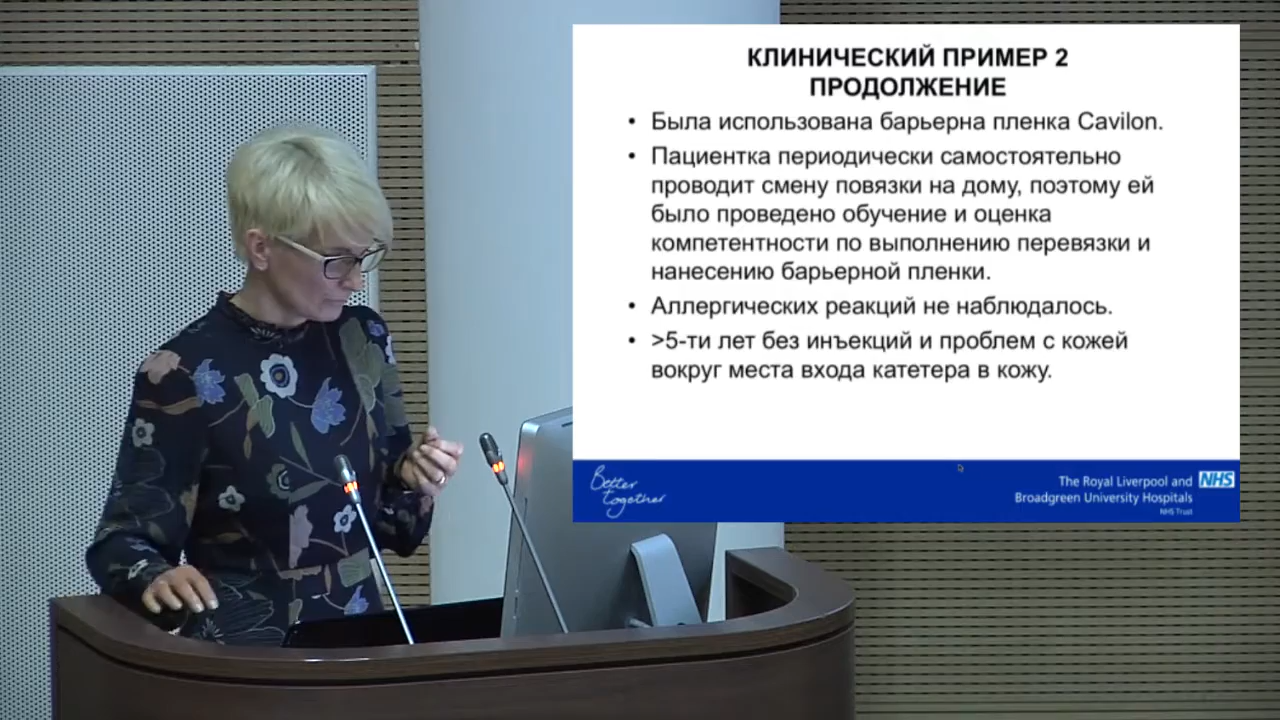 КЛИНИЧЕСКИЙ ПРИМЕР 2
ПРОДОЛЖЕНИЕ
• Была использована барьерна пленка Cavilon.
• Пациентка периодически самостоятельно
проводит смену повязки на дому, поэтому ей
было проведено обучение и оценка
компетентности по выполнению перевязки и
нанесению барьерной пленки.
• Аллергических реакций не наблюдалось.
• >5-ти лет без инъекций и проблем с кожей
вокруг места входа катетера в кожу.
Better
together
The Royal Liverpool and NHS
Broadgreen University Hospitals
NHS Trust